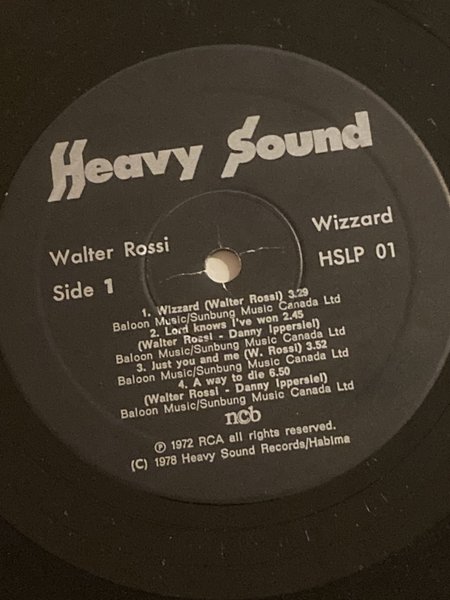 Heavy Sound
Walter Rossi
Wizzard
Side 1
HSLP 01
1. Wizzard (Walter Rossi) 3.29
Baloon Music/Sunbung Music Canada Ltd
2. Lord knows I've won 2.45
(Walter Rossi - Danny Ippersiel)
Baloon Music/Sunbung Music Canada Ltd
3. Just you and me (W. Rossi) 3.52
Baloon Music/Sunbung Music Canada Ltd
4. A way to die 6.50
(Walter Rossi - Danny Ippersiel)
Baloon Music/Sunbung Music Canada Ltd
ncb
℗ 1972 RCA all rights reserved.
(C) 1978 Heavy Sound Records/Habima